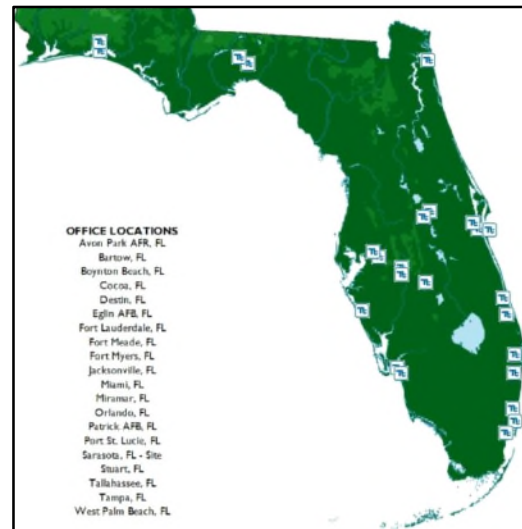 OFFICE LOCATIONS
Avon Park AFR, FL
Bartow, FL
Boynton Beach, FL
Cocoa, FL
Destin, FL
Eglin AFB, FL
Fort Lauderdale, FL
Fort Meade, FL
Fort Myers, FL
Jacksonville, FL
Miami, FL
Miramar, FL
Orlando, FL
Patrick AFB, FL
Port St. Lucie, FL
Sarasota, FL - Site
Stuart, FL
Tallahassee, FL
Tampa, FL
West Palm Beach, FL